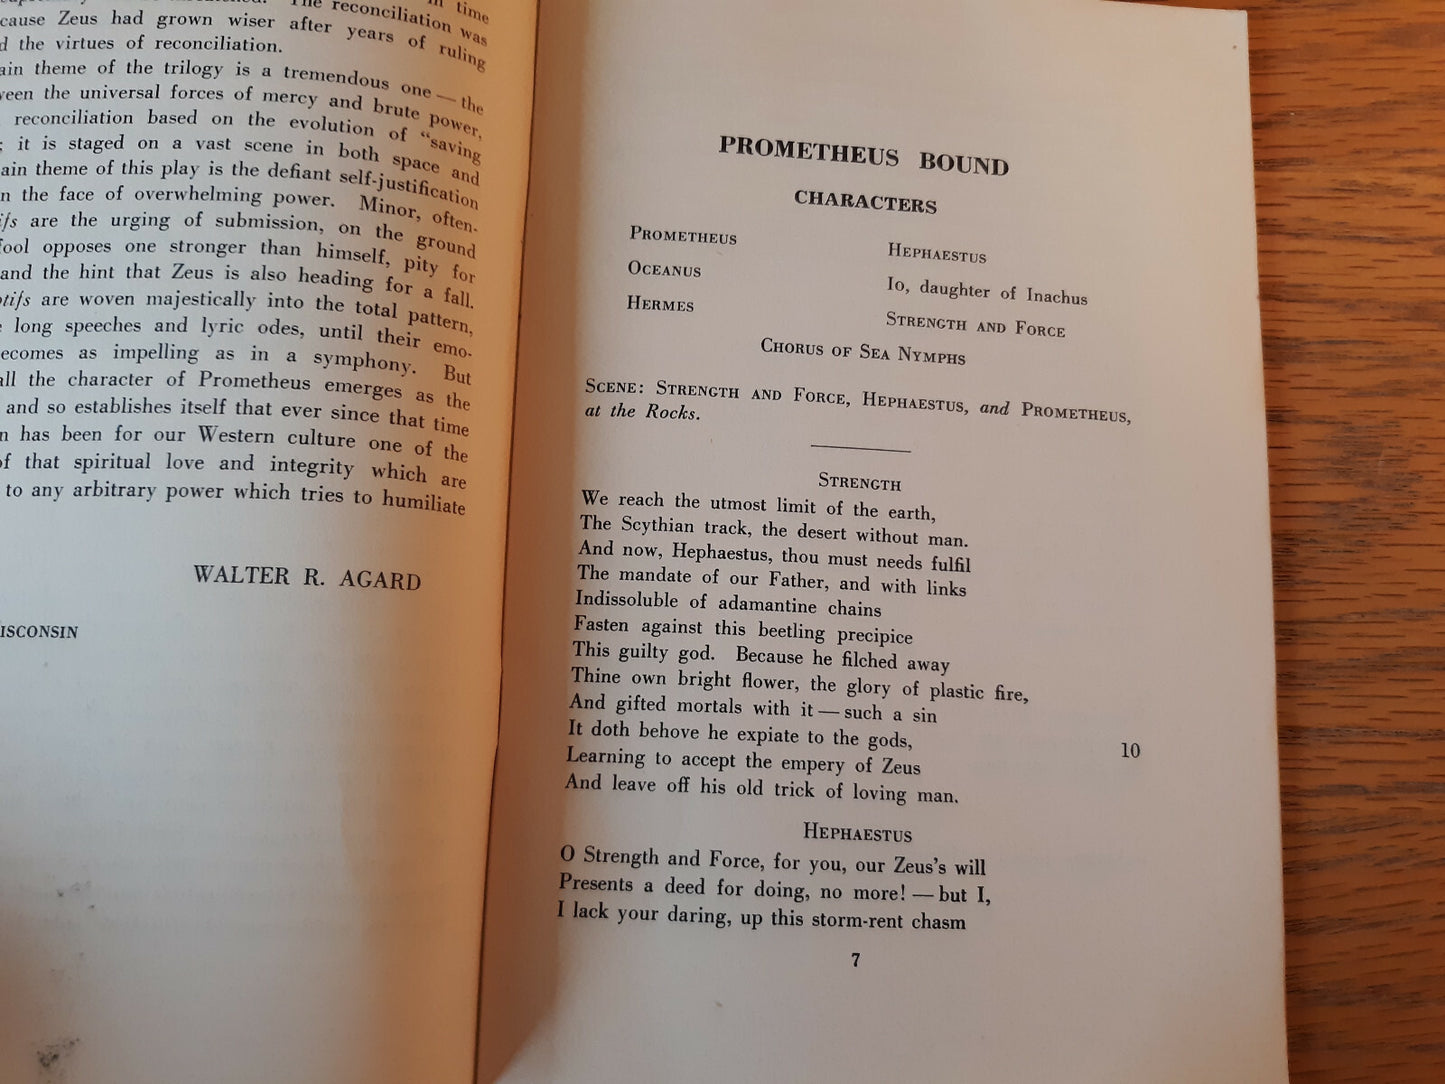 in time
The reconciliation was
cause Zeus had grown wiser after years of ruling
d the virtues of reconciliation.
ain theme of the trilogy is a tremendous one — the
ween the universal forces of mercy and brute power,
reconciliation based on the evolution of “saving
; it is staged on a vast scene in both space and
ain theme of this play is the defiant self-justification
n the face of overwhelming power. Minor, often-
ifs are the urging of submission, on the ground
fool opposes one stronger than himself, pity for
and the hint that Zeus is also heading for a fall.
otifs are woven majestically into the total pattern,
e long speeches and lyric odes, until their emo-
becomes as impelling as in a symphony. But
all the character of Prometheus emerges as the
and so establishes itself that ever since that time
n has been for our Western culture one of the
of that spiritual love and integrity which are
to any arbitrary power which tries to humiliate
WALTER R. AGARD
ISCONSIN
PROMETHEUS BOUND
CHARACTERS
PROMETHEUS HEPHAESTUS
OCEANUS IO, daughter of Inachus
HERMES STRENGTH AND FORCE
CHORUS OF SEA NYMPHS
SCENE: STRENGTH AND FORCE, HEPHAESTUS, and PROMETHEUS,
at the Rocks.
STRENGTH
We reach the utmost limit of the earth,
The Scythian track, the desert without man.
And now, Hephaestus, thou must needs fulfil
The mandate of our Father, and with links
Indissoluble of adamantine chains
Fasten against this beetling precipice
This guilty god. Because he filched away
Thine own bright flower, the glory of plastic fire,
And gifted mortals with it — such a sin
It doth behove he expiate to the gods, 10
Learning to accept the empery of Zeus
And leave off his old trick of loving man.
HEPHAESTUS
O Strength and Force, for you, our Zeus's will
Presents a deed for doing, no more! — but I,
I lack your daring, up this storm-rent chasm
7